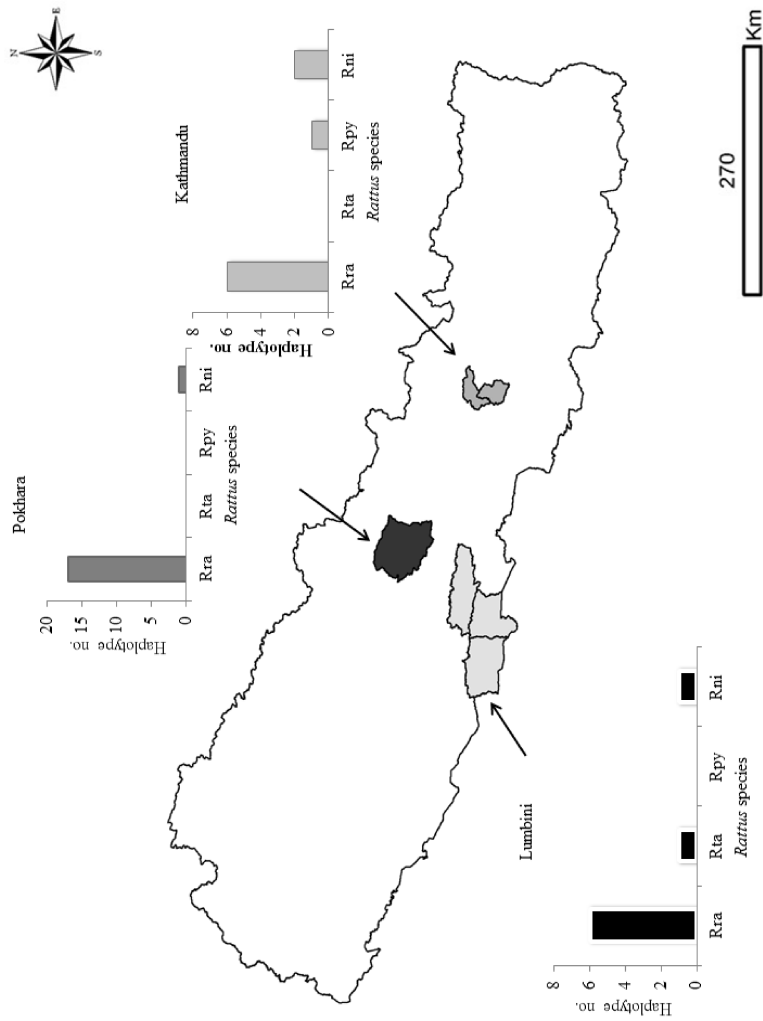 N
E
S
Pokhara
20
15
10
5
0
Haplotype no.
Rra
Rta
Rpy
Rni
Rattus species
Kathmandu
8
6
4
2
0
Haplotype no.
Rra
Rta
Rpy
Rni
Rattus species
Lumbini
8
6
4
2
0
Haplotype no.
Rra
Rta
Rpy
Rni
Rattus species
270
Km